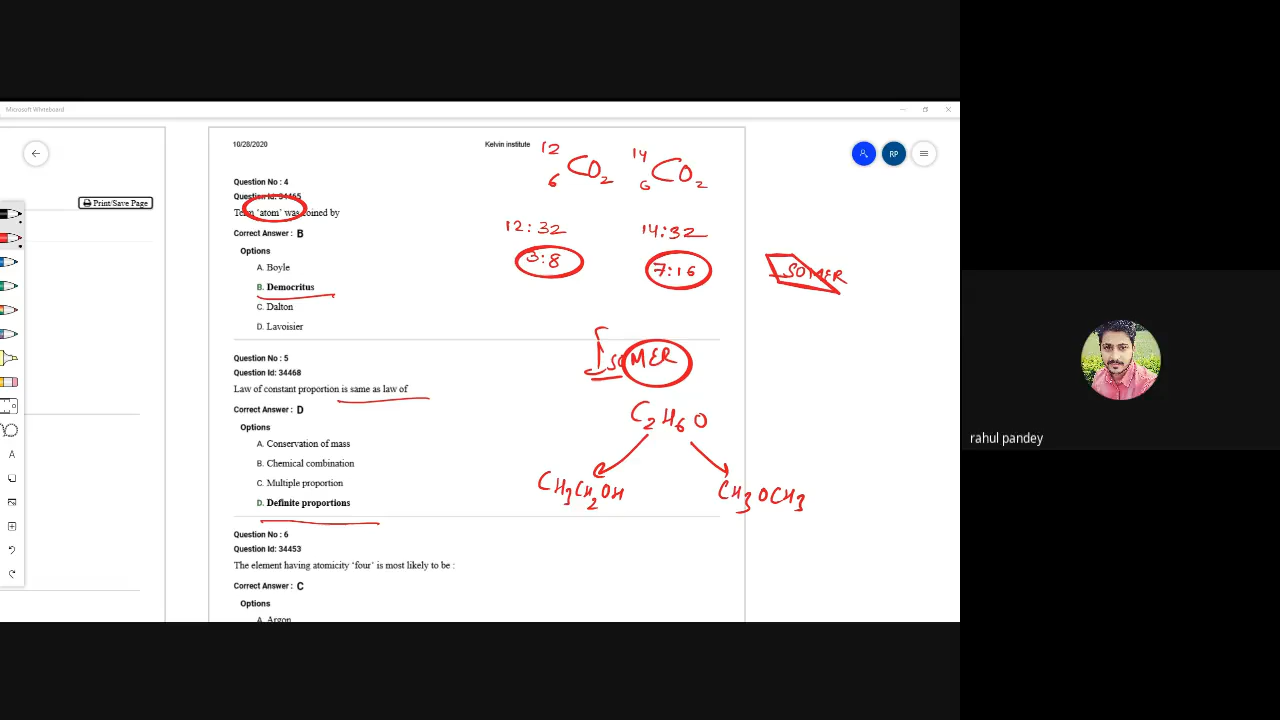 Microsoft Whiteboard
10/28/2020
Kelvin institute
Print/Save Page
RP
Question No : 4
Question Id: 34465
Term ‘atom’ was coined by
Correct Answer : B
Options
A. Boyle
B. Democritus
C. Dalton
D. Lavoisier
12 6 CO2
14 6 CO2
12:32
14:32
3:8
7:16
ISOMER
Question No : 5
Question Id: 34468
Law of constant proportion is same as law of
Correct Answer : D
Options
A. Conservation of mass
B. Chemical combination
C. Multiple proportion
D. Definite proportions
ISOMER
C2H6O
CH3CH2OH
CH3OCH3
Question No : 6
Question Id: 34453
The element having atomicity ‘four’ is most likely to be :
Correct Answer : C
Options
A. Argon
rahul pandey